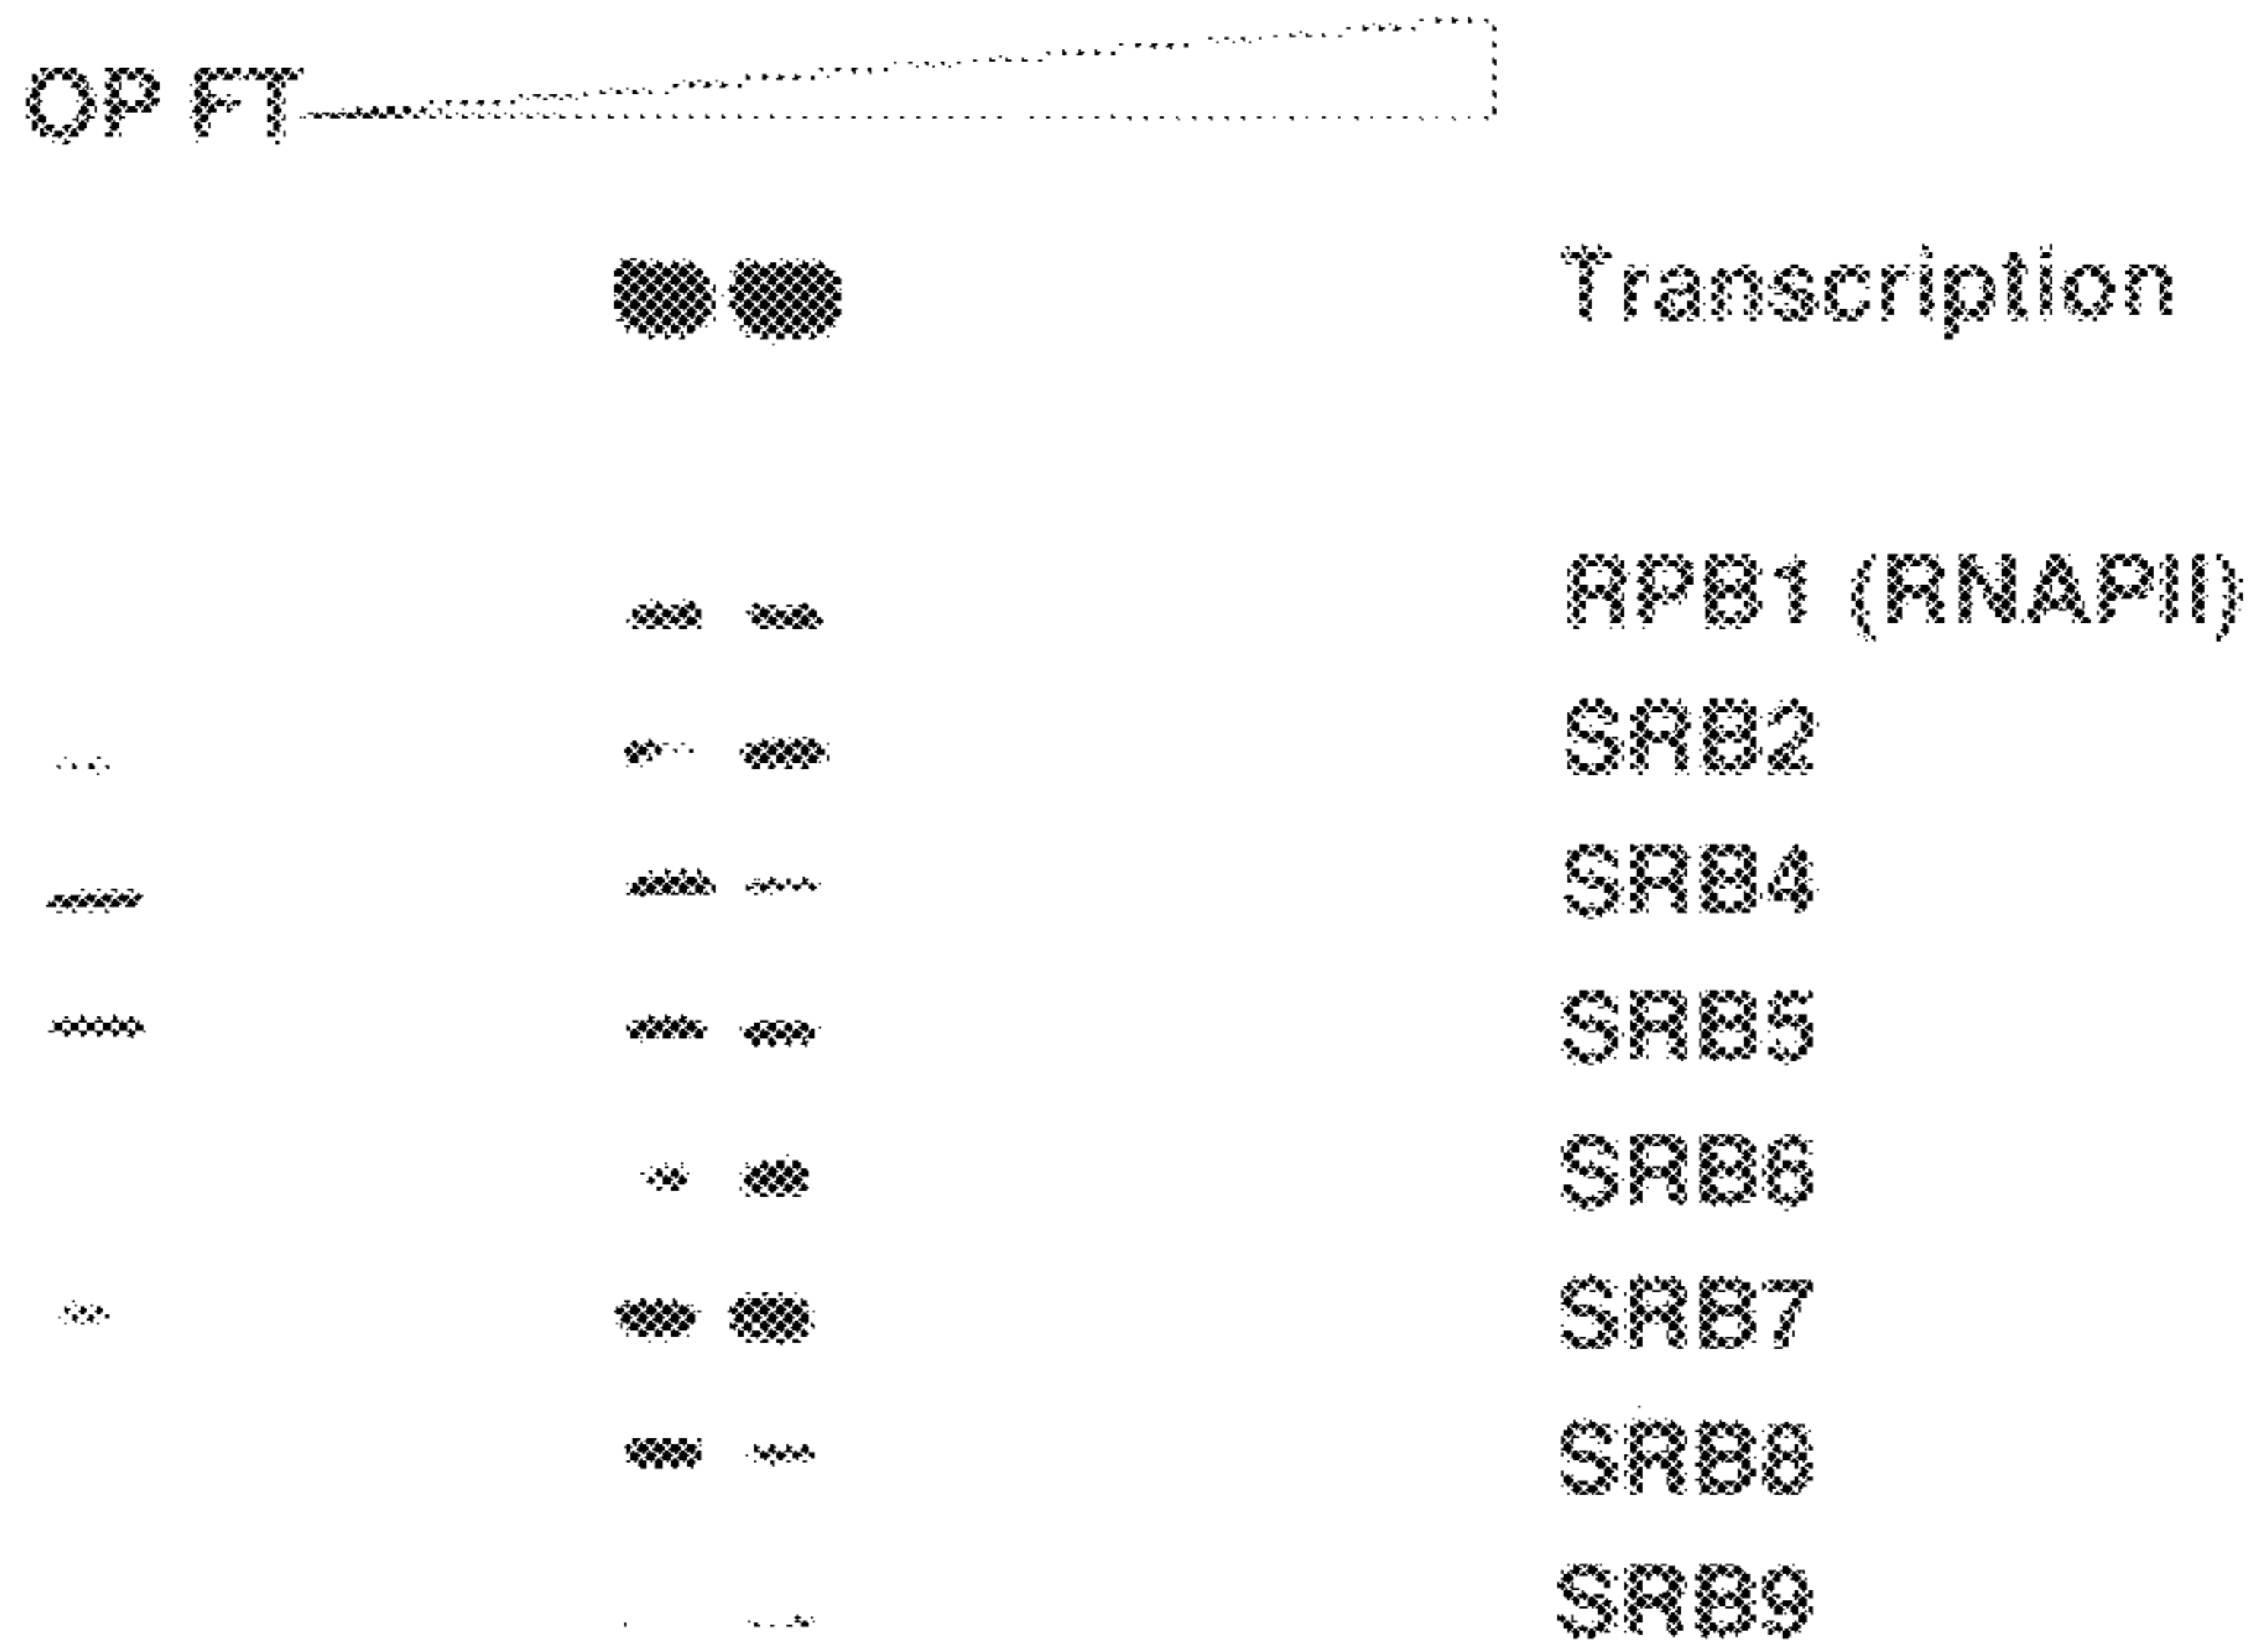 OP FT
Transcription
RPB1 (RNAPII)
SRB2
SRB4
SRB5
SRB6
SRB7
SRB8
SRB9